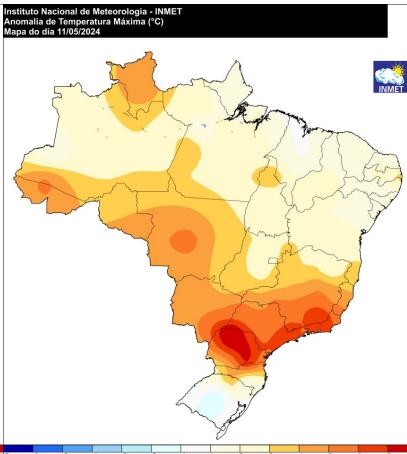 Instituto Nacional de Meteorologia - INMET
Anomalia de Temperatura Máxima (°C)
Mapa do dia 11/05/2024
INMET